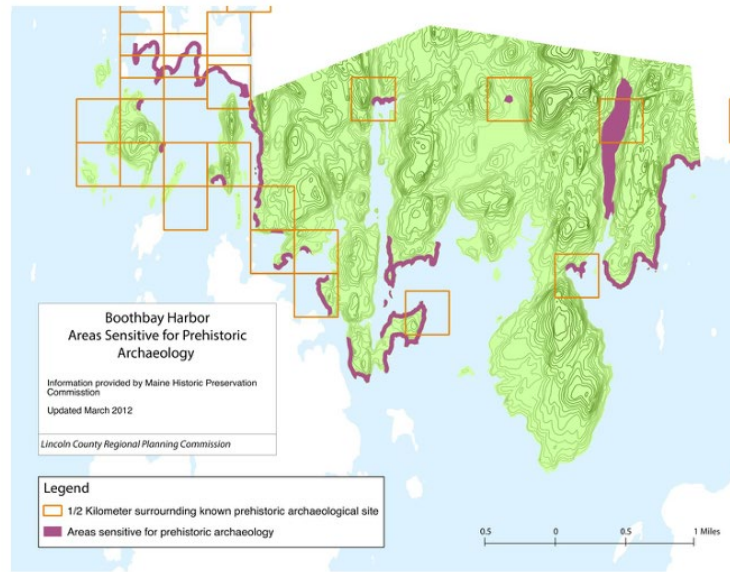 Boothbay Harbor
Areas Sensitive for Prehistoric
Archaeology
Information provided by Maine Historic Preservation
Commisstion
Updated March 2012
Lincoln County Regional Planning Commission
Legend
1/2 Kilometer surrournding known prehistoric archaeological site
Areas sensitive for prehistoric archaeology
0.5 0 0.5 1 Miles